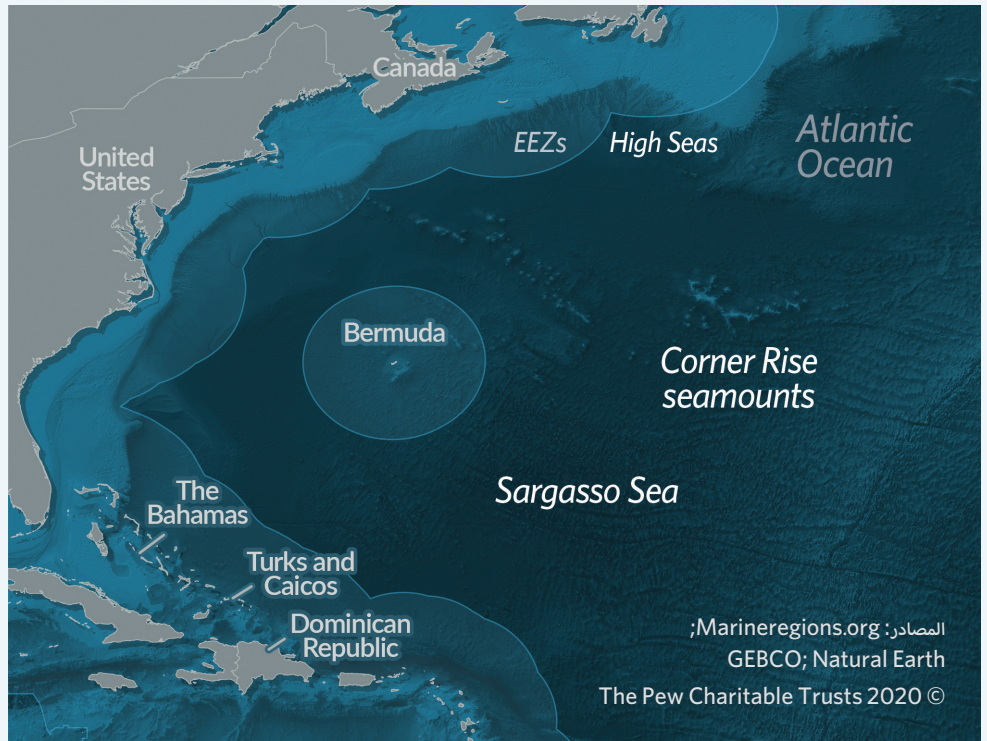 Canada
United
States
EEZs
High Seas
Atlantic
Ocean
Bermuda
Corner Rise
seamounts
Sargasso Sea
The
Bahamas
Turks and
Caicos
Dominican
Republic
المصادر: Marineregions.org;
GEBCO; Natural Earth
The Pew Charitable Trusts 2020 ©